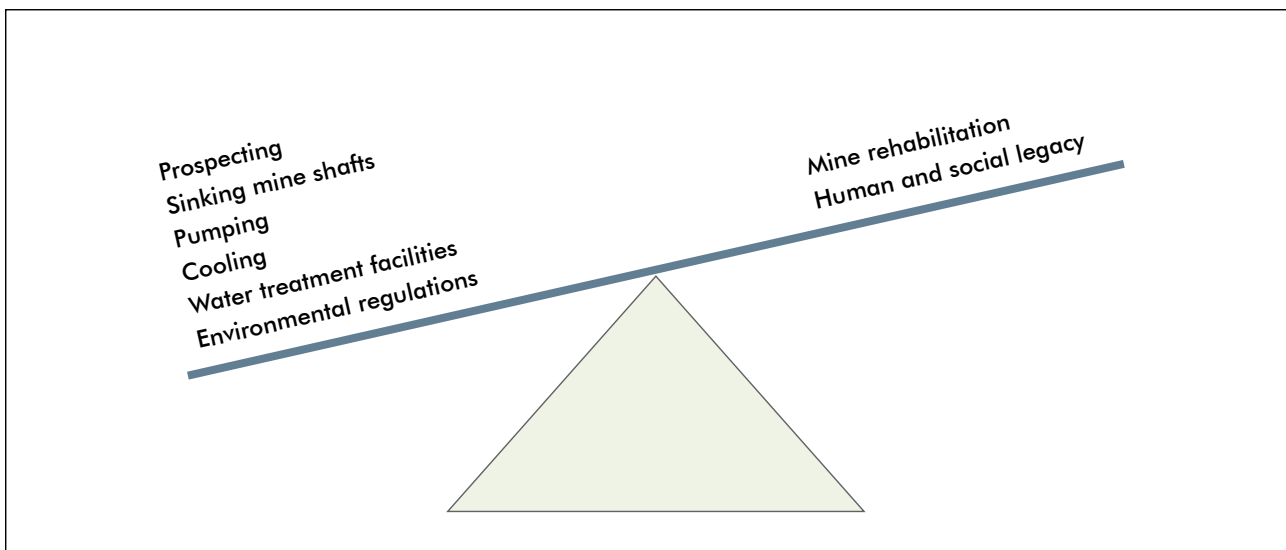 Prospecting
Sinking mine shafts
Pumping
Cooling
Water treatment facilities
Environmental regulations
Mine rehabilitation
Human and social legacy